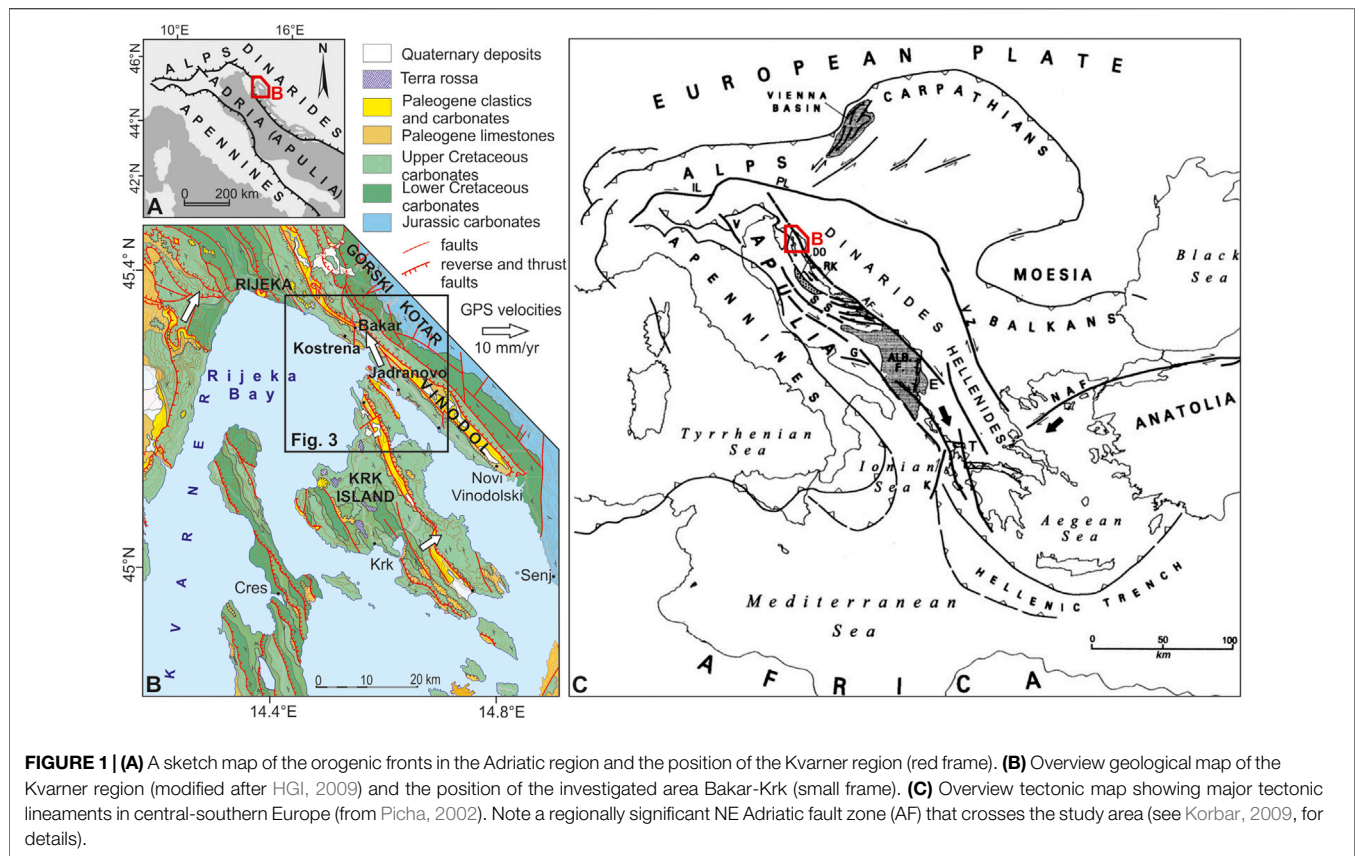 10°E
16°E
46°N
44°N
42°N
ALPS
DINARIDES
ADRIA (APULIA)
APENNINES
B
N
0 200 km
A
Quaternary deposits
Terra rossa
Paleogene clastics
and carbonates
Paleogene limestones
Upper Cretaceous
carbonates
Lower Cretaceous
carbonates
Jurassic carbonates
faults
reverse and thrust
faults
GPS velocities
10 mm/yr
45.4°N
45°N
14.4°E
14.8°E
RIJEKA
GORSKI
KOTAR
Bakar
Kostrena
Jadranovo
VINODOL
Rijeka
Bay
Fig. 3
KVARNER
KRK
ISLAND
Novi
Vinodolski
Krk
Senj
Cres
0 10 20 km
B
EUROPEAN PLATE
VIENNA
BASIN
CARPATHIANS
ALPS
IL
PL
V
B
DO
RK
DINARIDES
APULIA
APENNINES
SS
AF
G
ALB.
F.
E
VZ
HELLENIDES
MOESIA
BALKANS
Black
Sea
NAF
ANATOLIA
Tyrrhenian
Sea
Ionian
Sea
K
T
Aegean
Sea
HELLENIC TRENCH
Mediterranean
Sea
AFRICA
0 50 100
km
C
FIGURE 1 | (A) A sketch map of the orogenic fronts in the Adriatic region and the position of the Kvarner region (red frame). (B) Overview geological map of the
Kvarner region (modified after HGI, 2009) and the position of the investigated area Bakar-Krk (small frame). (C) Overview tectonic map showing major tectonic
lineaments in central-southern Europe (from Picha, 2002). Note a regionally significant NE Adriatic fault zone (AF) that crosses the study area (see Korbar, 2009, for
details).